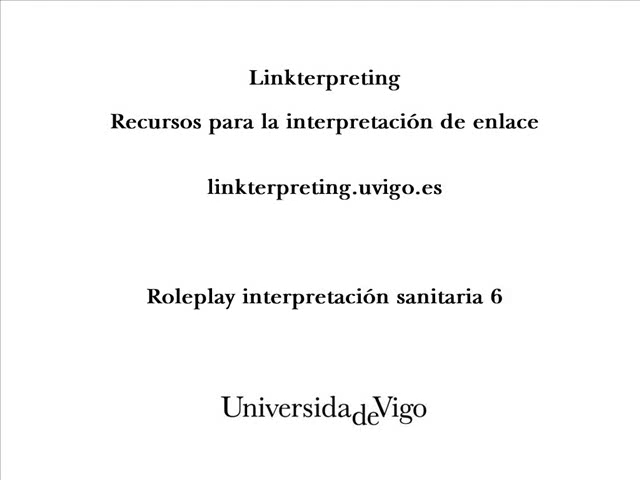 Linkterpreting
Recursos para la interpretación de enlace
linkterpreting.uvigo.es
Roleplay interpretación sanitaria 6
UniversidadeVigo